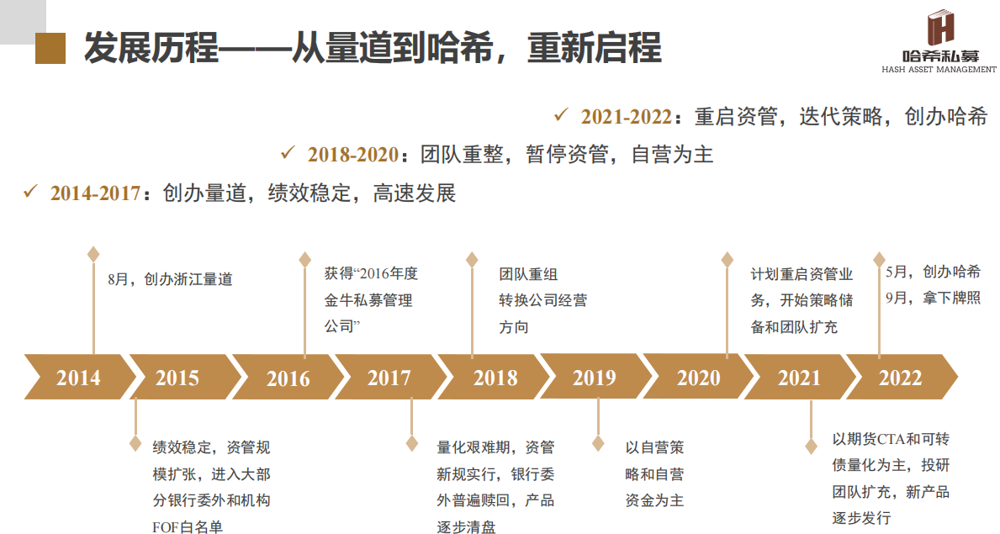 发展历程——从量道到哈希，重新启程
哈希私募
HASH ASSET MANAGEMENT
✓ 2021-2022：重启资管，迭代策略，创办哈希
✓ 2018-2020：团队重整，暂停资管，自营为主
✓ 2014-2017：创办量道，绩效稳定，高速发展
8月，创办浙江量道
获得“2016年度
金牛私募管理
公司”
团队重组
转换公司经营
方向
计划重启资管业
务，开始策略储
备和团队扩充
5月，创办哈希
9月，拿下牌照
2014 2015 2016 2017 2018 2019 2020 2021 2022
绩效稳定，资管规
模扩张，进入大部
分银行委外和机构
FOF白名单
量化艰难期，资管
新规实行，银行委
外普遍赎回，产品
逐步清盘
以自营策
略和自营
资金为主
以期货CTA和可转
债量化为主，投研
团队扩充，新产品
逐步发行